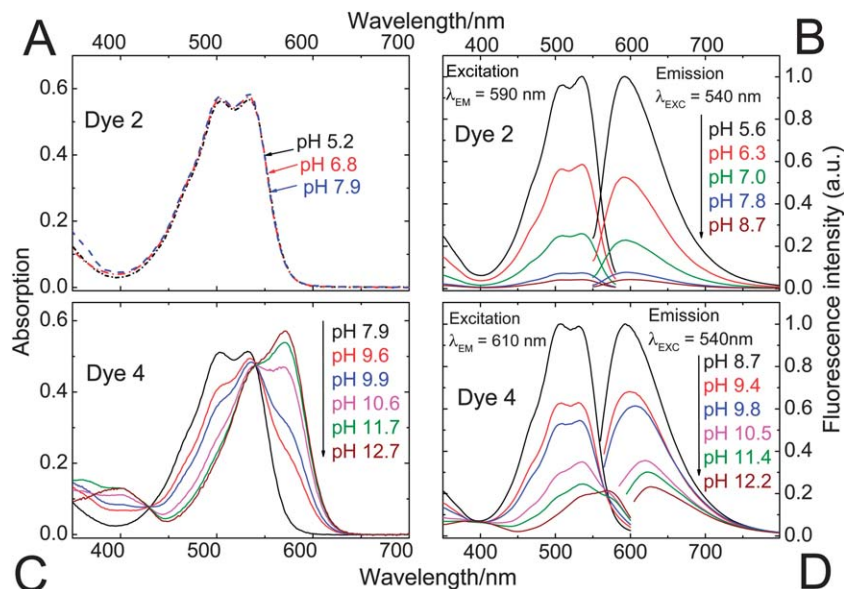 Wavelength/nm
400 500 600 700
400 500 600 700
A
Absorption
0.6
0.3
0.0
Dye 2
pH 5.2
pH 6.8
pH 7.9
B
Excitation
λEM = 590 nm
Emission
λEXC = 540 nm
Dye 2
pH 5.6
pH 6.3
pH 7.0
pH 7.8
pH 8.7
1.0
0.8
0.6
0.4
0.2
0.0
Fluorescence intensity (a.u.)
0.6
0.3
0.0
Dye 4
pH 7.9
pH 9.6
pH 9.9
pH 10.6
pH 11.7
pH 12.7
Excitation
λEM = 610 nm
Emission
λEXC = 540nm
Dye 4
pH 8.7
pH 9.4
pH 9.8
pH 10.5
pH 11.4
pH 12.2
1.0
0.8
0.6
0.4
0.2
0.0
400 500 600 700
400 500 600 700
C
Wavelength/nm
D